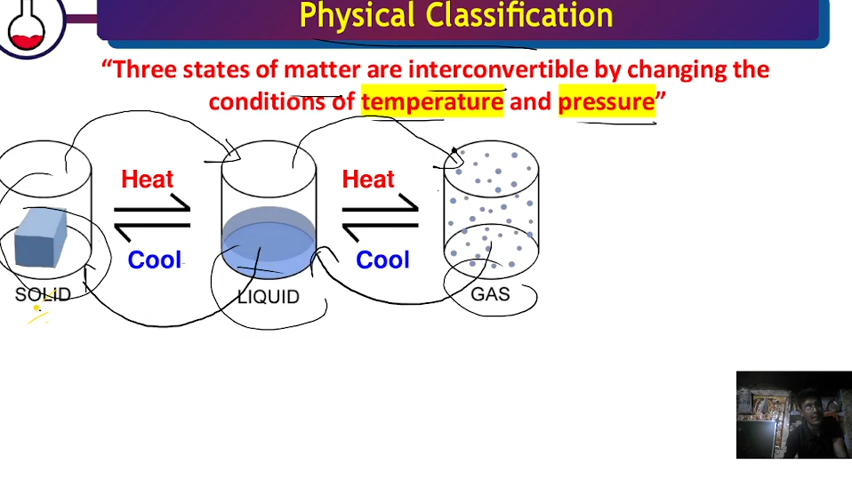 Physical Classification
“Three states of matter are interconvertible by changing the
conditions of temperature and pressure”
Heat
Heat
Cool
Cool
SOLID
LIQUID
GAS